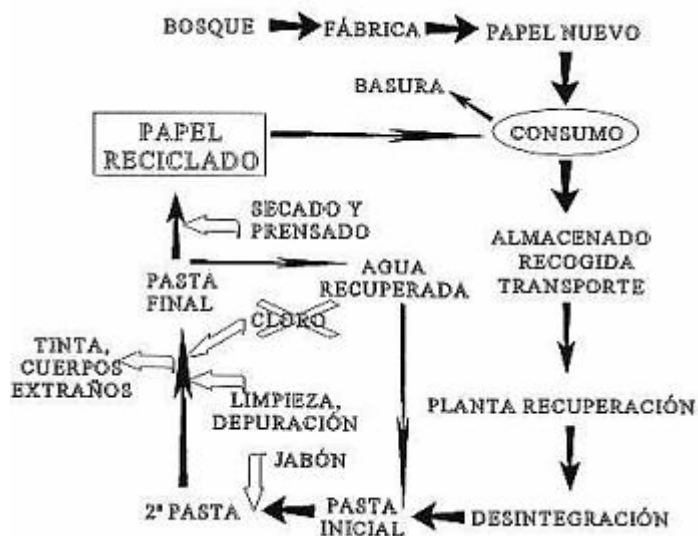 BOSQUE FÁBRICA PAPEL NUEVO
BASURA
CONSUMO
PAPEL
RECICLADO
SECADO Y
PRENSADO
ALMACENADO
RECOGIDA
TRANSPORTE
PASTA
FINAL
AGUA
RECUPERADA
CLORO
TINTA,
CUERPOS
EXTRAÑOS
LIMPIEZA,
DEPURACIÓN
PLANTA RECUPERACIÓN
JABÓN
2ª PASTA
PASTA
INICIAL
DESINTEGRACIÓN